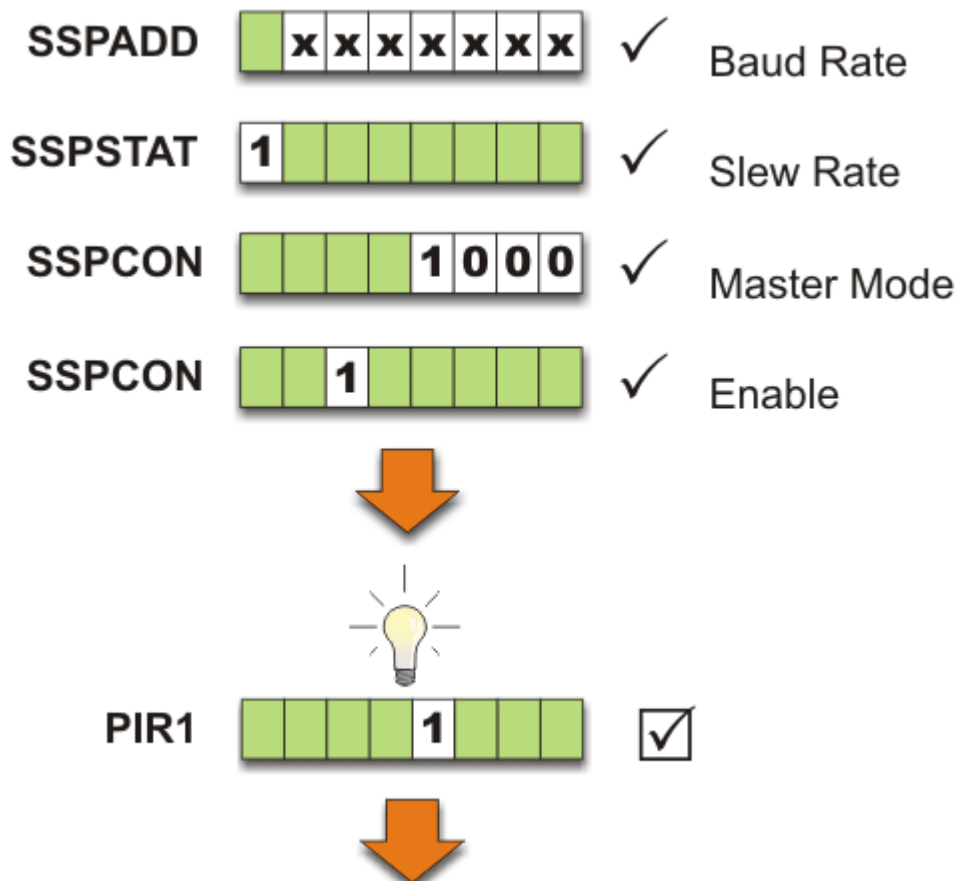 SSPADD x x x x x x x ✓ Baud Rate
SSPSTAT 1 ✓ Slew Rate
SSPCON 1 0 0 0 ✓ Master Mode
SSPCON 1 ✓ Enable
PIR1 1 ✓